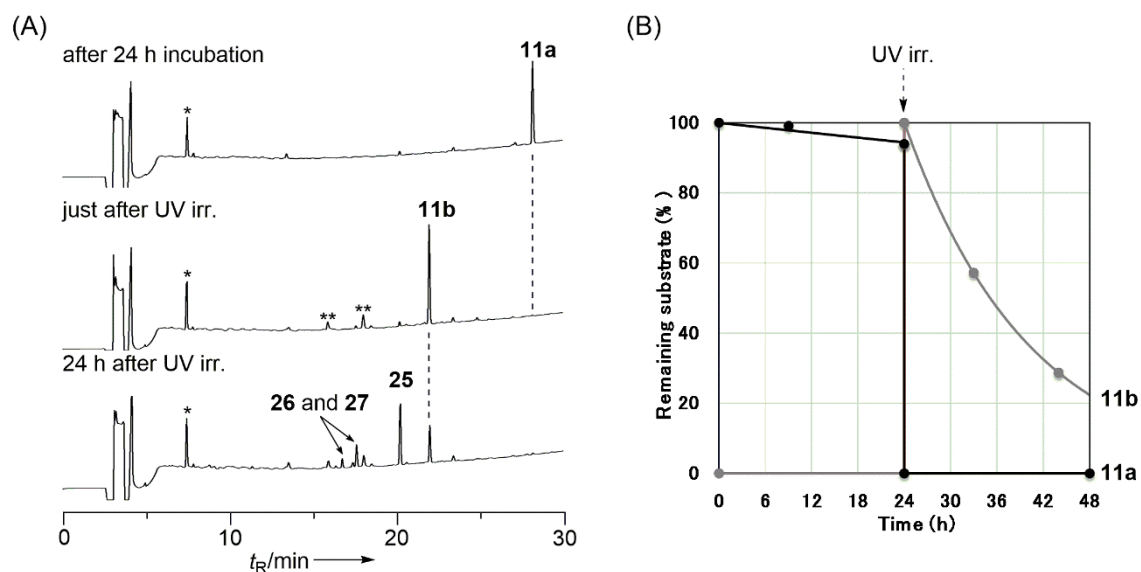 (A)
after 24 h incubation
11a
*
just after UV irr.
11b
*
**
**
24 h after UV irr.
25
26 and 27
*
0
10
20
30
tR/min
(B)
UV irr.
100
80
60
40
20
0
Remaining substrate (%)
11b
11a
0
6
12
18
24
30
36
42
48
Time (h)